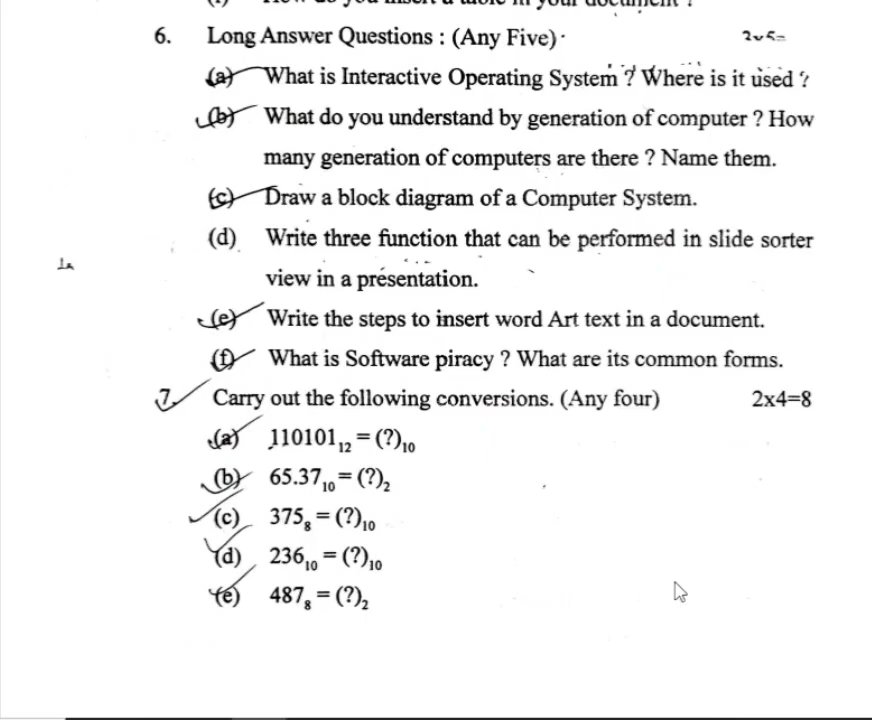 6. Long Answer Questions : (Any Five)
(a) What is Interactive Operating System ? Where is it used ?
(b) What do you understand by generation of computer ? How
many generation of computers are there ? Name them.
(c) Draw a block diagram of a Computer System.
(d) Write three function that can be performed in slide sorter
view in a presentation.
(e) Write the steps to insert word Art text in a document.
(f) What is Software piracy ? What are its common forms.
7. Carry out the following conversions. (Any four) 2x4=8
(a) 110101₁₂ = (?)₁₀
(b) 65.37₁₀ = (?)₂
(c) 375₈ = (?)₁₀
(d) 236₁₀ = (?)₁₀
(e) 487₈ = (?)₂